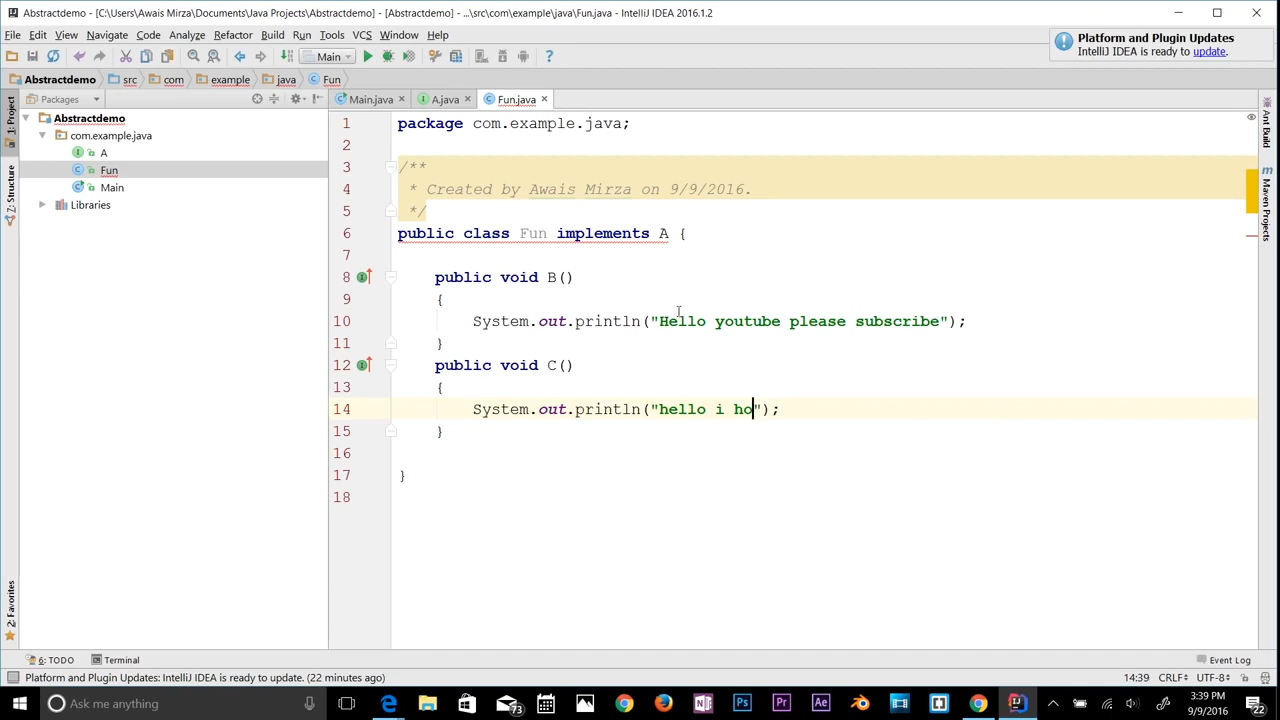 Abstractdemo - [C:\Users\Awais Mirza\Documents\Java Projects\Abstractdemo] - [Abstractdemo] - ...\src\com\example\java\Fun.java - IntelliJ IDEA 2016.1.2
File Edit View Navigate Code Analyze Refactor Build Run Tools VCS Window Help
Platform and Plugin Updates
IntelliJ IDEA is ready to update.
Main
Abstractdemo src com example java Fun
1: Project
Packages
Main.java A.java Fun.java
Abstractdemo
com.example.java
A
Fun
Main
Libraries
Z: Structure
2: Favorites
Ant Build
Maven Projects
1 package com.example.java;
2
3 /**
4 * Created by Awais Mirza on 9/9/2016.
5 */
6 public class Fun implements A {
7
8 public void B()
9 {
10 System.out.println("Hello youtube please subscribe");
11 }
12 public void C()
13 {
14 System.out.println("hello i ho");
15 }
16
17 }
18
6: TODO Terminal Event Log
Platform and Plugin Updates: IntelliJ IDEA is ready to update. (22 minutes ago) 14:39 CRLF UTF-8
Ask me anything
73
3:39 PM
9/9/2016
22